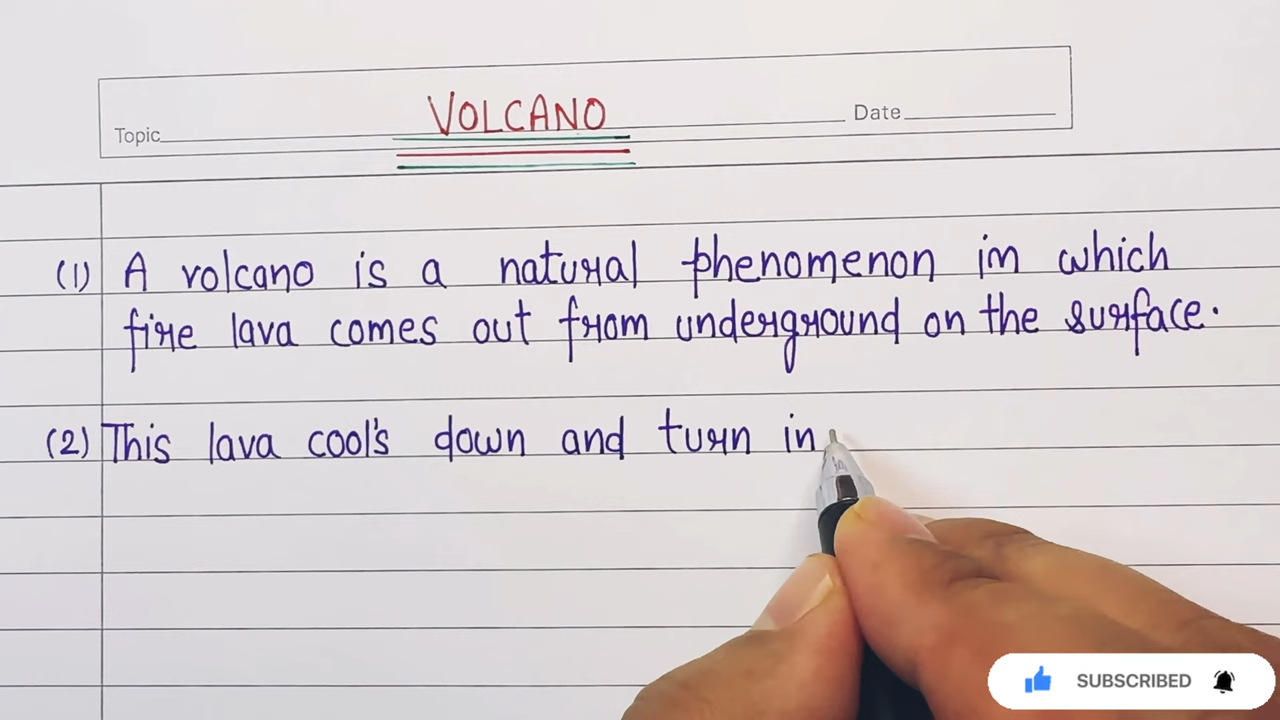 VOLCANO
Topic Date
(1) A volcano is a natural phenomenon in which
fire lava comes out from underground on the surface.
(2) This lava cool's down and turn in
SUBSCRIBED